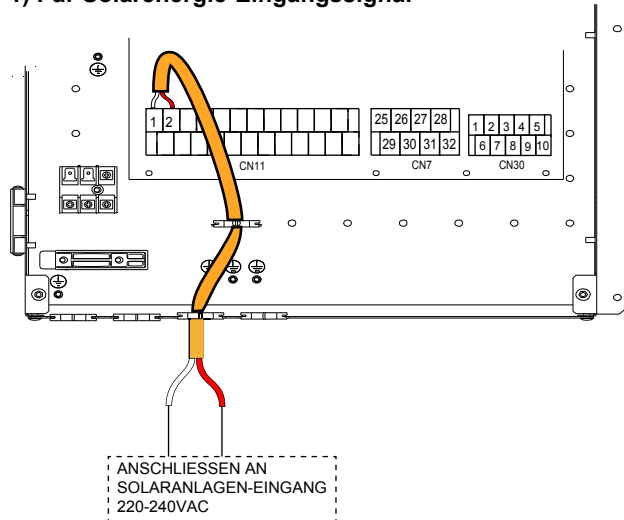 1) Für Solarenergie-Eingangssignal
1 2
25 26 27 28
29 30 31 32
1 2 3 4 5
6 7 8 9 10
CN11
CN7
CN30
ANSCHLIESSEN AN
SOLARANLAGEN-EINGANG
220-240VAC